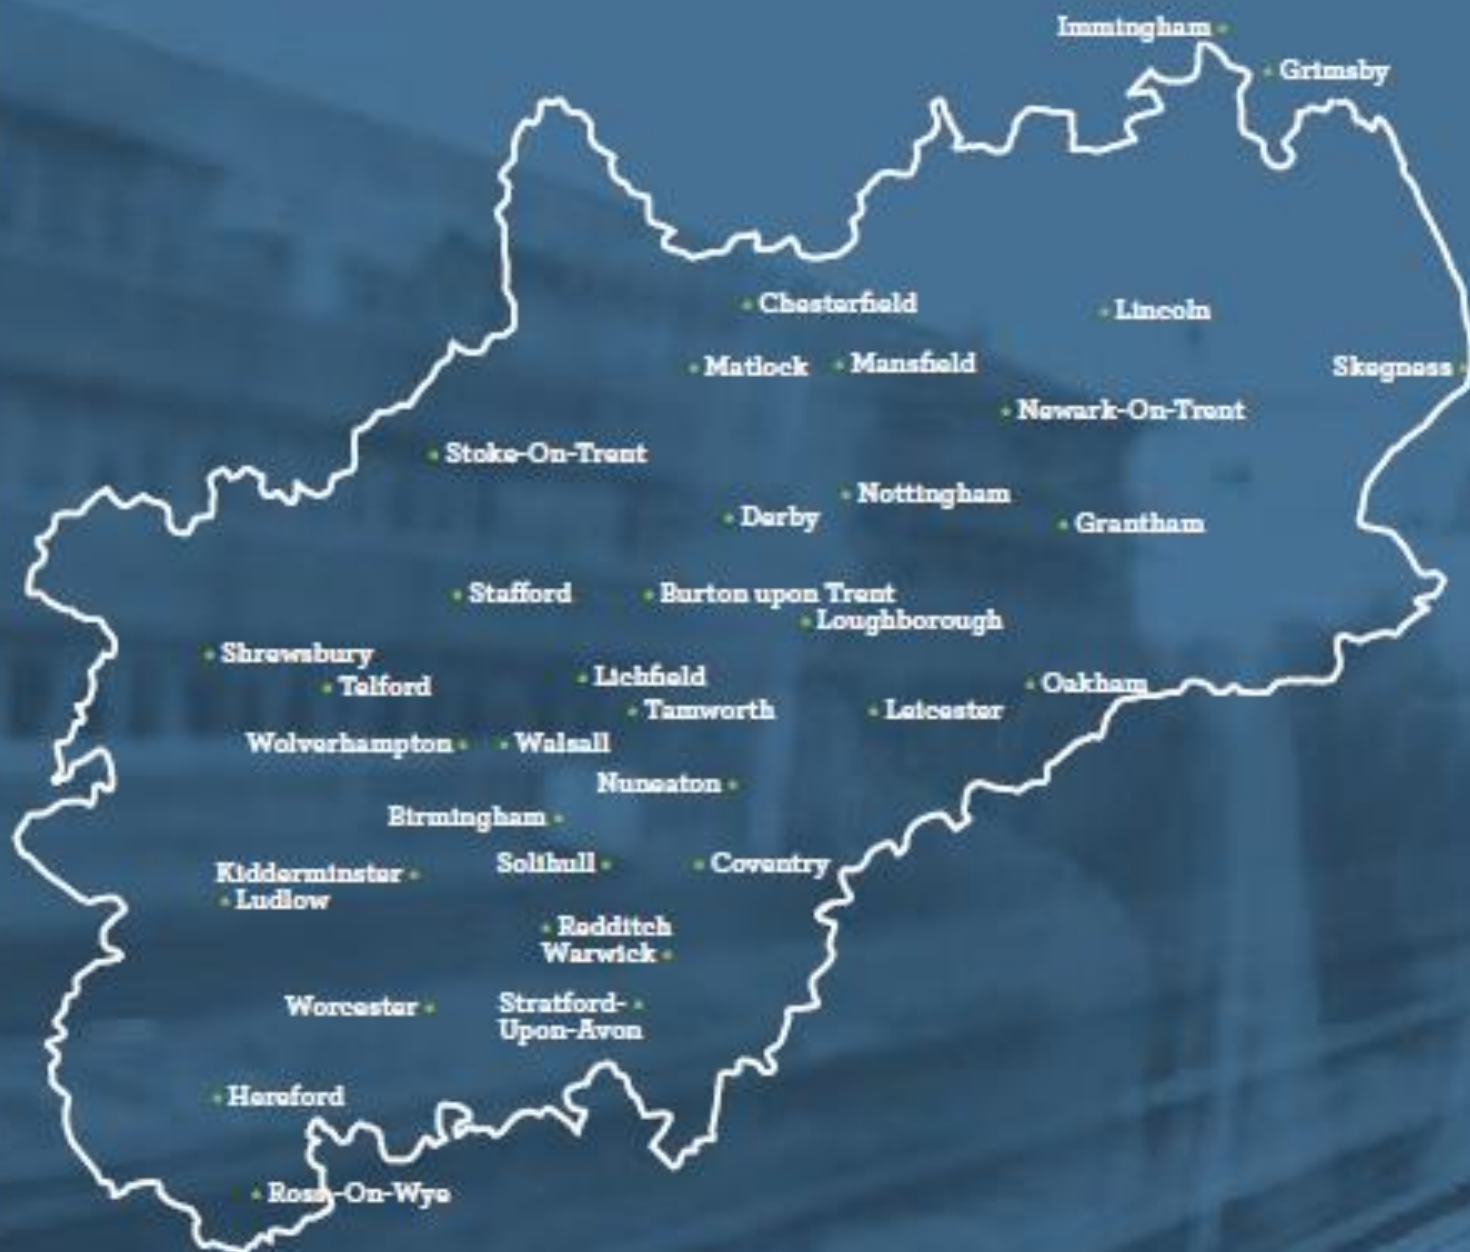 Immingham
Grimsby
Chesterfield
Lincoln
Matlock
Mansfield
Skegness
Newark-On-Trent
Stoke-On-Trent
Nottingham
Derby
Grantham
Stafford
Burton upon Trent
Loughborough
Shrewsbury
Telford
Lichfield
Oakham
Tamworth
Leicester
Wolverhampton
Walsall
Nuneaton
Birmingham
Solihull
Coventry
Kidderminster
Ludlow
Redditch
Warwick
Worcester
Stratford-
Upon-Avon
Hereford
Ross-On-Wye